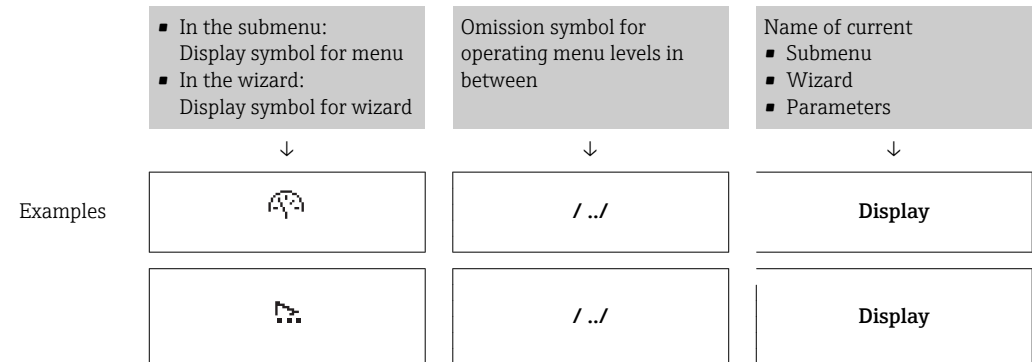 ▪ In the submenu:
Display symbol for menu
▪ In the wizard:
Display symbol for wizard
Omission symbol for
operating menu levels in
between
Name of current
▪ Submenu
▪ Wizard
▪ Parameters
↓ ↓ ↓
Examples / ../ Display
/ ../ Display